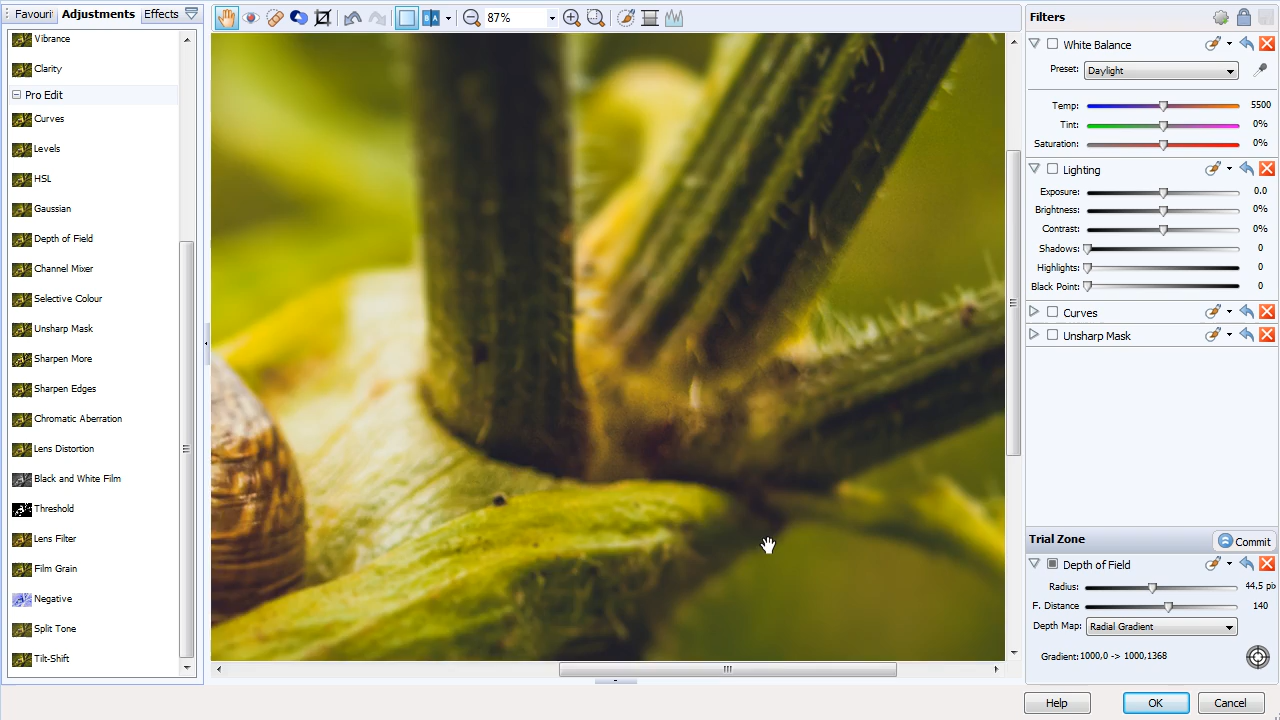 Favouri
Adjustments
Effects
87%
Vibrance
Clarity
Pro Edit
Curves
Levels
HSL
Gaussian
Depth of Field
Channel Mixer
Selective Colour
Unsharp Mask
Sharpen More
Sharpen Edges
Chromatic Aberration
Lens Distortion
Black and White Film
Threshold
Lens Filter
Film Grain
Negative
Split Tone
Tilt-Shift
Filters
White Balance
Preset: Daylight
Temp: 5500
Tint: 0%
Saturation: 0%
Lighting
Exposure: 0.0
Brightness: 0%
Contrast: 0%
Shadows: 0
Highlights: 0
Black Point: 0
Curves
Unsharp Mask
Trial Zone
Commit
Depth of Field
Radius: 44.5 pix
F. Distance 140
Depth Map: Radial Gradient
Gradient: 1000,0 -> 1000,1368
Help
OK
Cancel